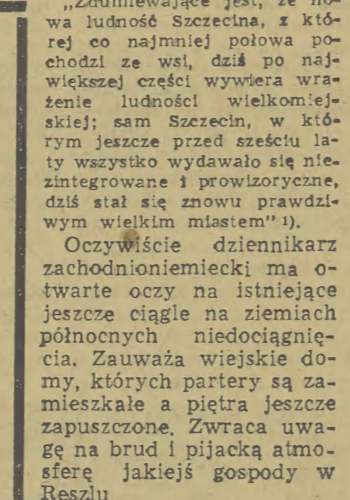 „Zdumiewające jest, że no-
wa ludność Szczecina, z któ-
rej co najmniej połowa po-
chodzi ze wsi, dziś po naj-
większej części wywiera wra-
żenie ludności wielkomiej-
skiej; sam Szczecin, w któ-
rym jeszcze przed sześciu la-
ty wszystko wydawało się nie-
zintegrowane i prowizoryczne,
dziś stał się znowu prawdzi-
wym wielkim miastem" 1).
Oczywiście dziennikarz
zachodnioniemiecki ma o-
twarte oczy na istniejące
jeszcze ciągle na ziemiach
północnych niedociągnię-
cia. Zauważa wiejskie do-
my, których partery są za-
mieszkałe a piętra jeszcze
zapuszczone. Zwraca uwa-
gę na brud i pijacką atmo-
sferę jakiejś gospody w
Reszlu